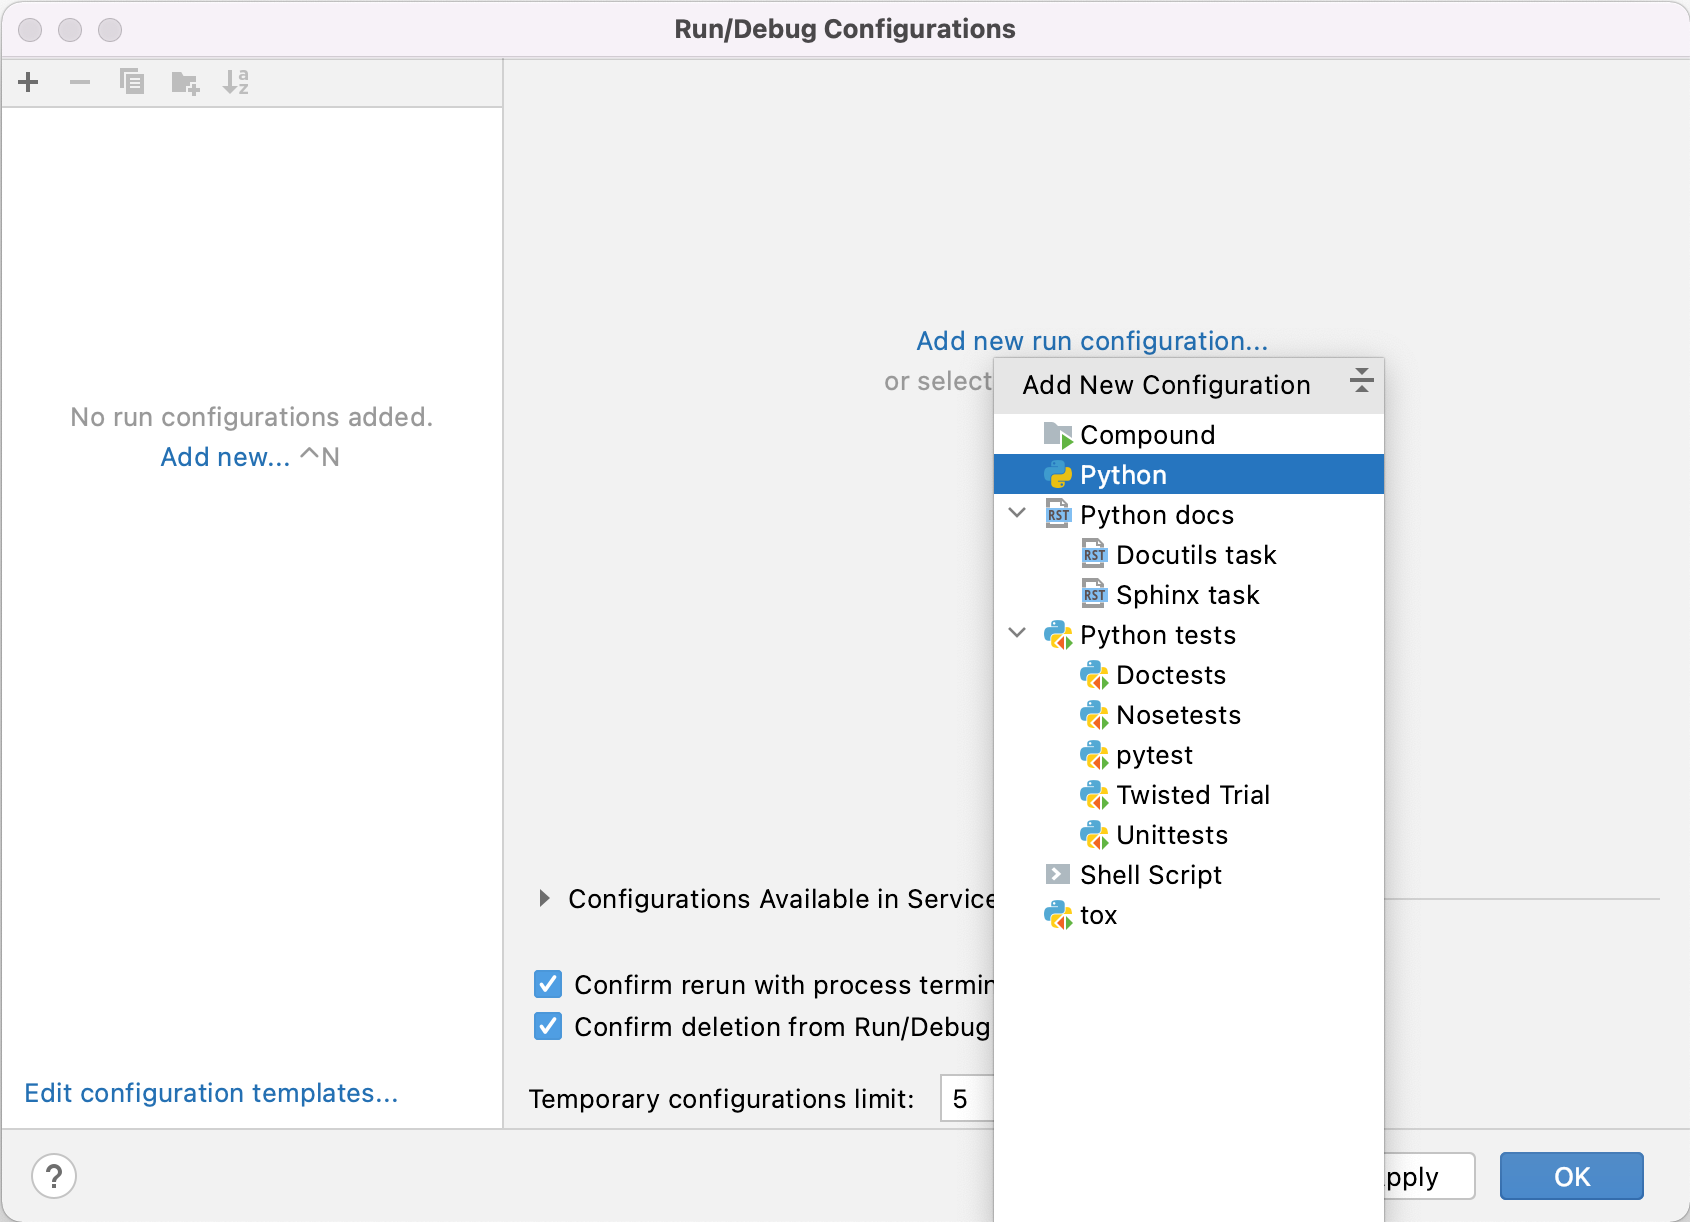 Run/Debug Configurations
No run configurations added.
Add new... ^N
Edit configuration templates...
Add new run configuration...
or select
Add New Configuration
Compound
Python
RST Python docs
RST Docutils task
RST Sphinx task
Python tests
Doctests
Nosetests
pytest
Twisted Trial
Unittests
Shell Script
tox
Configurations Available in Service
Confirm rerun with process termin
Confirm deletion from Run/Debug
Temporary configurations limit: 5
?
pply
OK